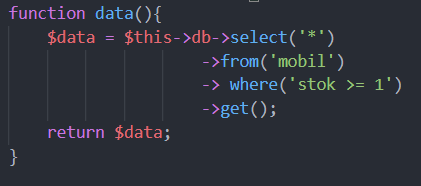 function data(){
    $data = $this->db->select('*')
                    ->from('mobil')
                    -> where('stok >= 1')
                    ->get();
    return $data;
}